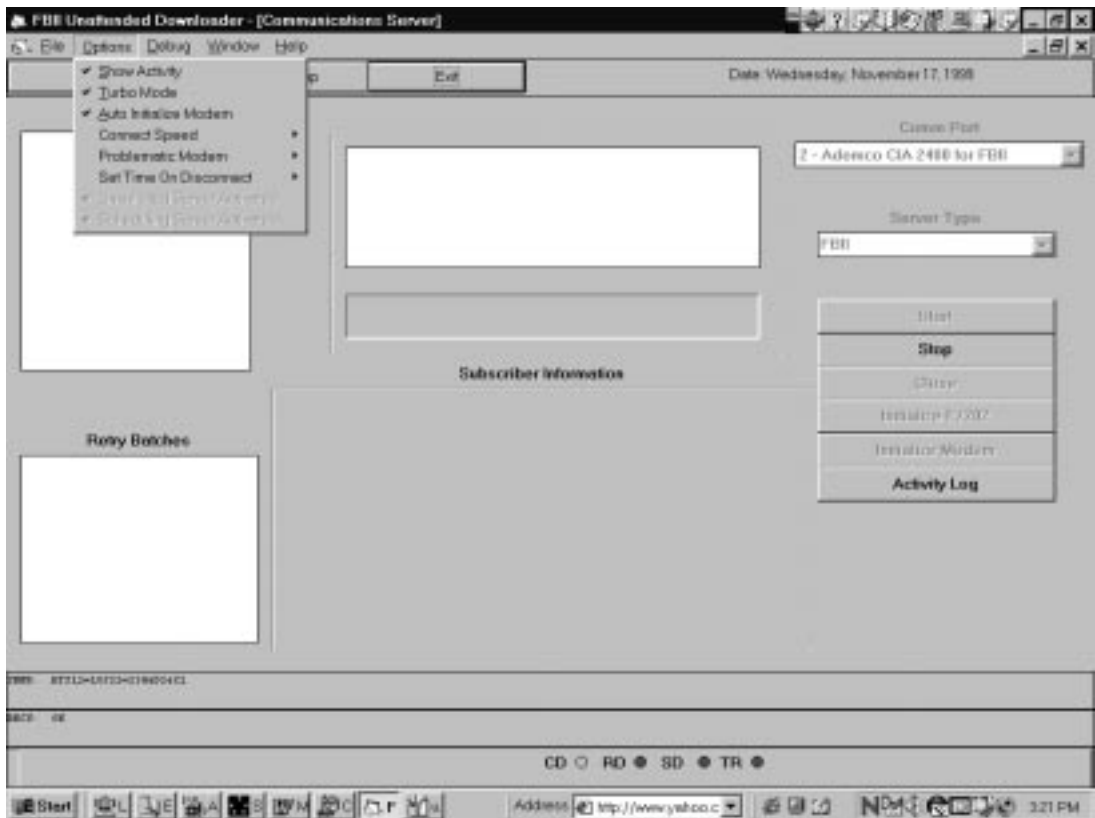 FBII Unattended Downloader - [Communications Server]
File Options Debug Window Help
Exit
Date: Wednesday, November 17, 1999
Show Activity
Turbo Mode
Auto Initialize Modem
Connect Speed
Problematic Modem
Set Time On Disconnect
Comm Port
2 - Ademco CIA 2400 for FBII
Server Type
FBII
Start
Stop
Close
Initialize Modem
Activity Log
Subscriber Information
Retry Batches
OK
CD RD SD TR
Start
Address http://www.yahoo.c
3:21 PM